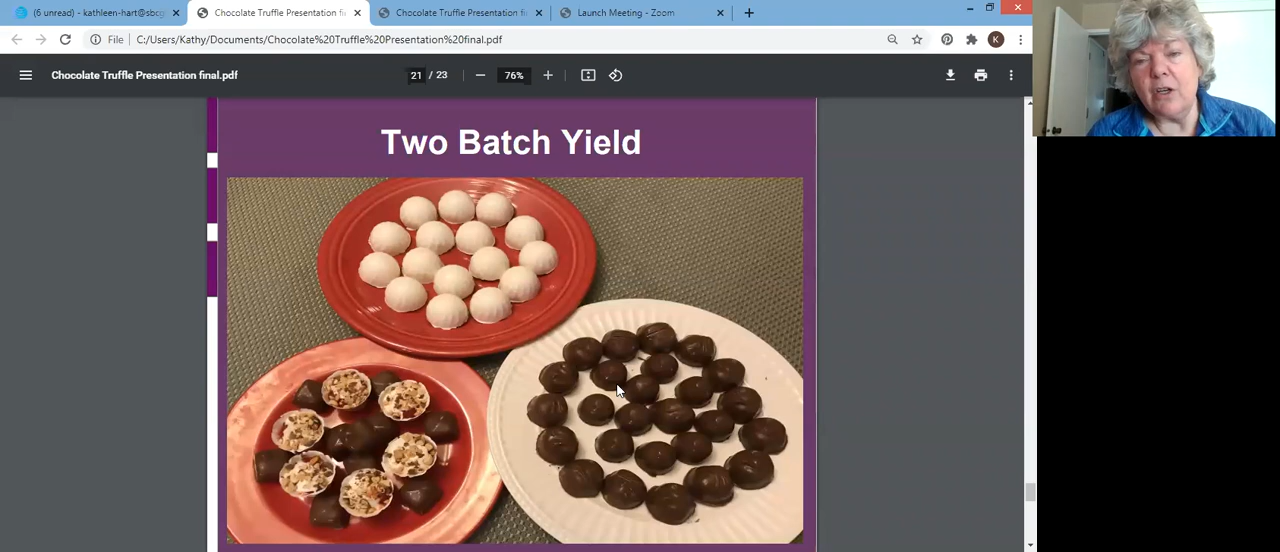 (6 unread) - kathleen-hart@sbcg
Chocolate Truffle Presentation fi
Chocolate Truffle Presentation fi
Launch Meeting - Zoom
File
C:/Users/Kathy/Documents/Chocolate%20Truffle%20Presentation%20final.pdf
K
Chocolate Truffle Presentation final.pdf
21 / 23
76%
Two Batch Yield